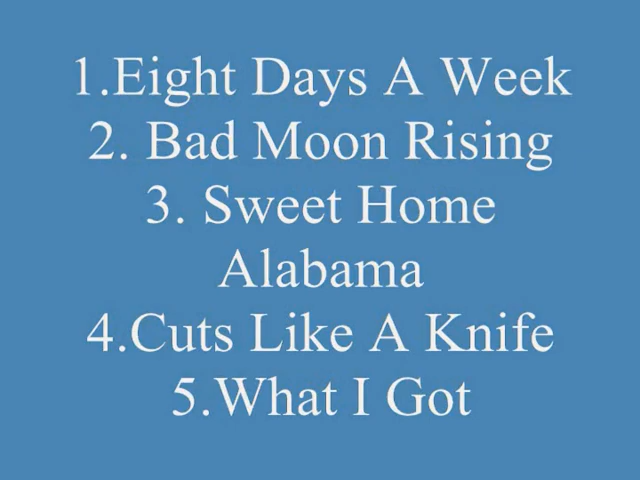 1.Eight Days A Week
2. Bad Moon Rising
3. Sweet Home
Alabama
4.Cuts Like A Knife
5.What I Got